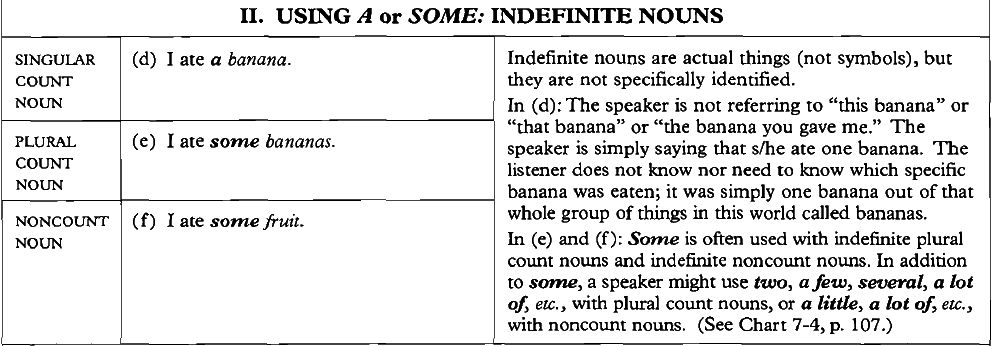 II. USING A or SOME: INDEFINITE NOUNS
SINGULAR
COUNT
NOUN
(d) I ate a banana.
PLURAL
COUNT
NOUN
(e) I ate some bananas.
NONCOUNT
NOUN
(f) I ate some fruit.
Indefinite nouns are actual things (not symbols), but
they are not specifically identified.
In (d): The speaker is not referring to “this banana” or
“that banana” or “the banana you gave me.” The
speaker is simply saying that s/he ate one banana. The
listener does not know nor need to know which specific
banana was eaten; it was simply one banana out of that
whole group of things in this world called bananas.
In (e) and (f): Some is often used with indefinite plural
count nouns and indefinite noncount nouns. In addition
to some, a speaker might use two, a few, several, a lot
of, etc., with plural count nouns, or a little, a lot of, etc.,
with noncount nouns. (See Chart 7-4, p. 107.)